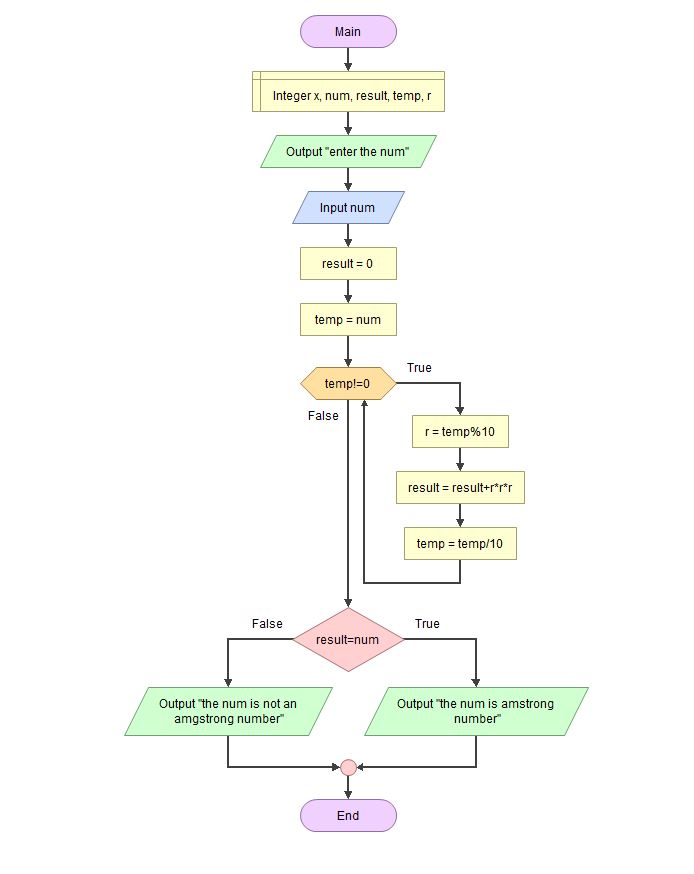 Main
Integer x, num, result, temp, r
Output "enter the num"
Input num
result = 0
temp = num
temp!=0
True
False
r = temp%10
result = result+r*r*r
temp = temp/10
False
True
result=num
Output "the num is not an
amgstrong number"
Output "the num is amstrong
number"
End